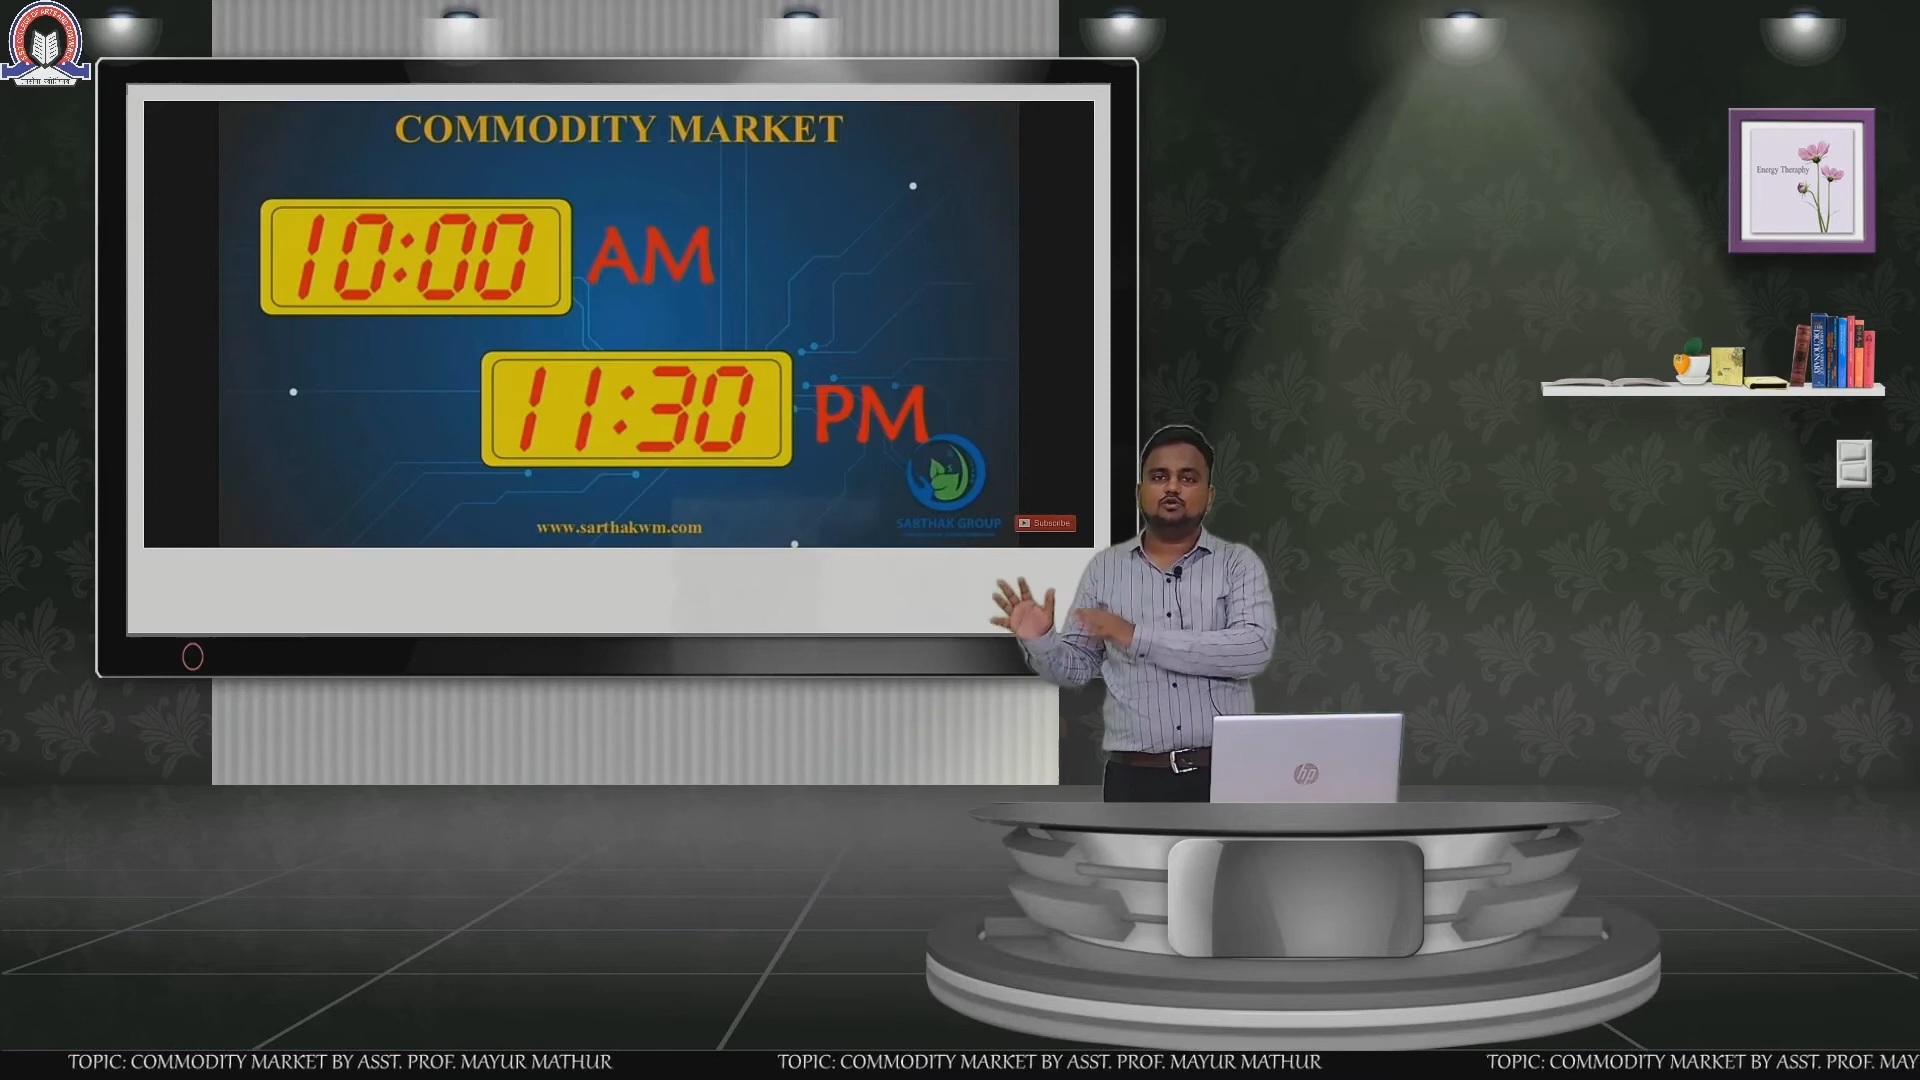 COMMODITY MARKET
10:00 AM
11:30 PM
www.sarthakwm.com
SARTHAK GROUP
Subscribe
Energy Theraphy
DICTIONARY
hp
TOPIC: COMMODITY MARKET BY ASST. PROF. MAYUR MATHUR
TOPIC: COMMODITY MARKET BY ASST. PROF. MAYUR MATHUR
TOPIC: COMMODITY MARKET BY ASST. PROF. MAY